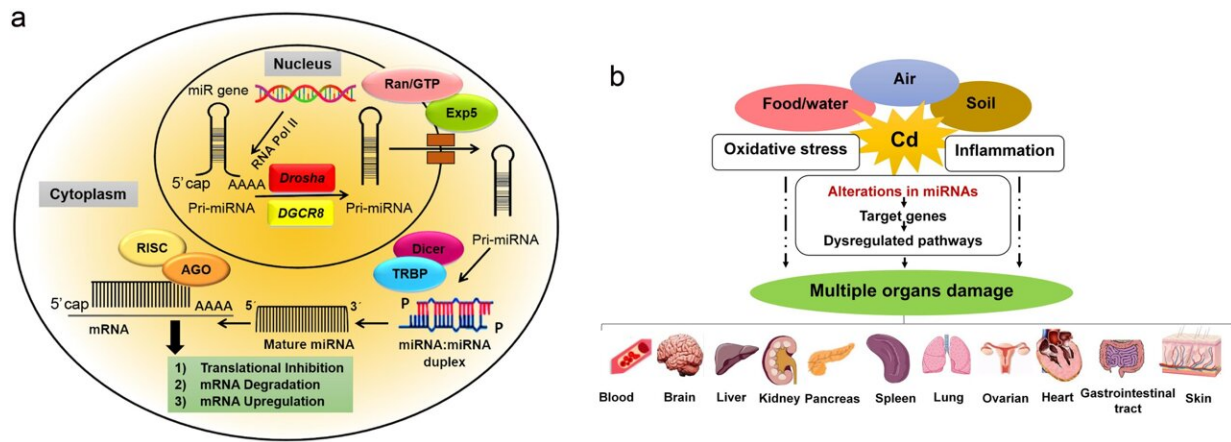 a
Nucleus
miR gene
Ran/GTP
Exp5
RNA Pol II
5' cap
AAAA
Drosha
Pri-miRNA
DGCR8
Pri-miRNA
Cytoplasm
Pri-miRNA
RISC
AGO
Dicer
TRBP
5' cap
AAAA
mRNA
5´
3´
Mature miRNA
P
P
miRNA:miRNA
duplex
1) Translational Inhibition
2) mRNA Degradation
3) mRNA Upregulation
b
Air
Food/water
Soil
Cd
Oxidative stress
Inflammation
Alterations in miRNAs
Target genes
Dysregulated pathways
Multiple organs damage
Blood
Brain
Liver
Kidney
Pancreas
Spleen
Lung
Ovarian
Heart
Gastrointestinal
tract
Skin